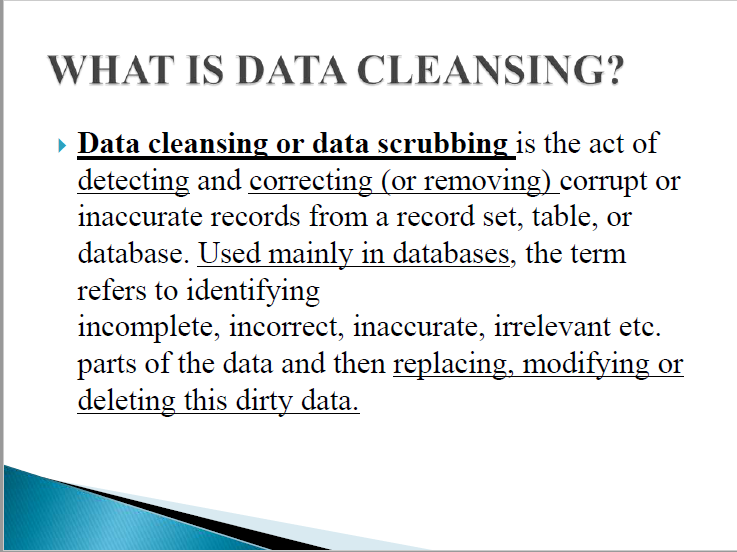 WHAT IS DATA CLEANSING?
Data cleansing or data scrubbing is the act of
detecting and correcting (or removing) corrupt or
inaccurate records from a record set, table, or
database. Used mainly in databases, the term
refers to identifying
incomplete, incorrect, inaccurate, irrelevant etc.
parts of the data and then replacing, modifying or
deleting this dirty data.